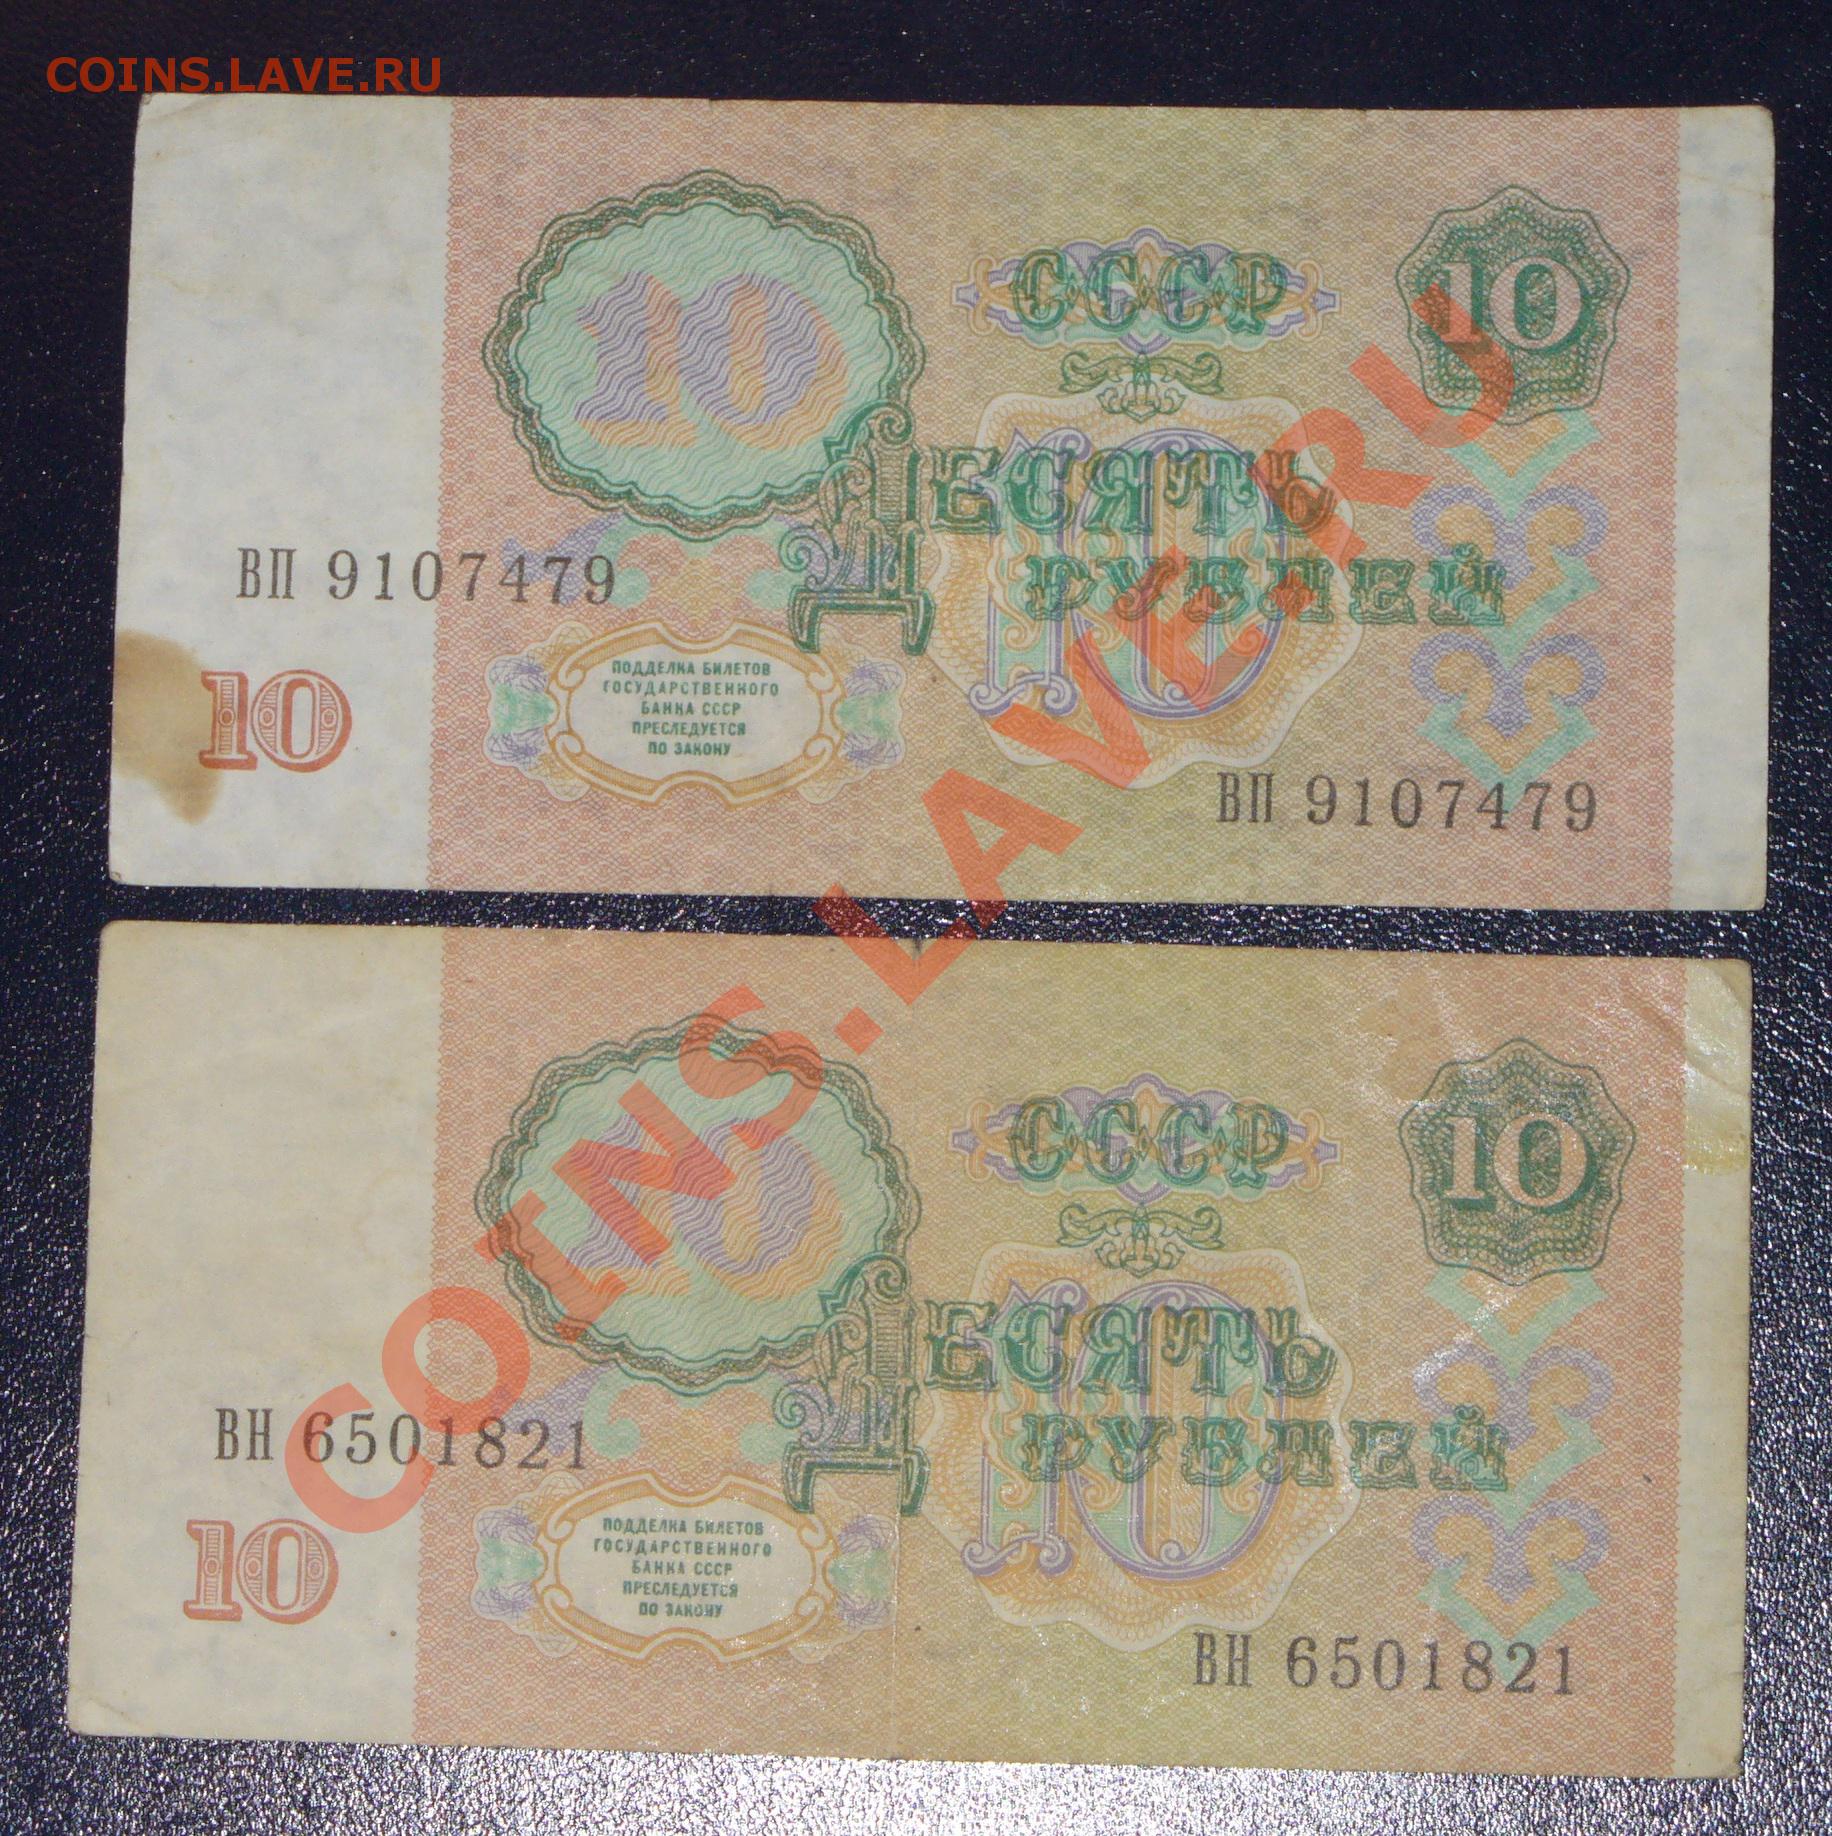 COINS.LAVE.RU
10
СССР
10
10
ДЕСЯТЬ
РУБЛЕЙ
ВП 9107479
10
ПОДДЕЛКА БИЛЕТОВ
ГОСУДАРСТВЕННОГО
БАНКА СССР
ПРЕСЛЕДУЕТСЯ
ПО ЗАКОНУ
ВП 9107479
COINS.LAVE.RU
10
СССР
10
10
ДЕСЯТЬ
РУБЛЕЙ
ВН 6501821
10
ПОДДЕЛКА БИЛЕТОВ
ГОСУДАРСТВЕННОГО
БАНКА СССР
ПРЕСЛЕДУЕТСЯ
ПО ЗАКОНУ
ВН 6501821